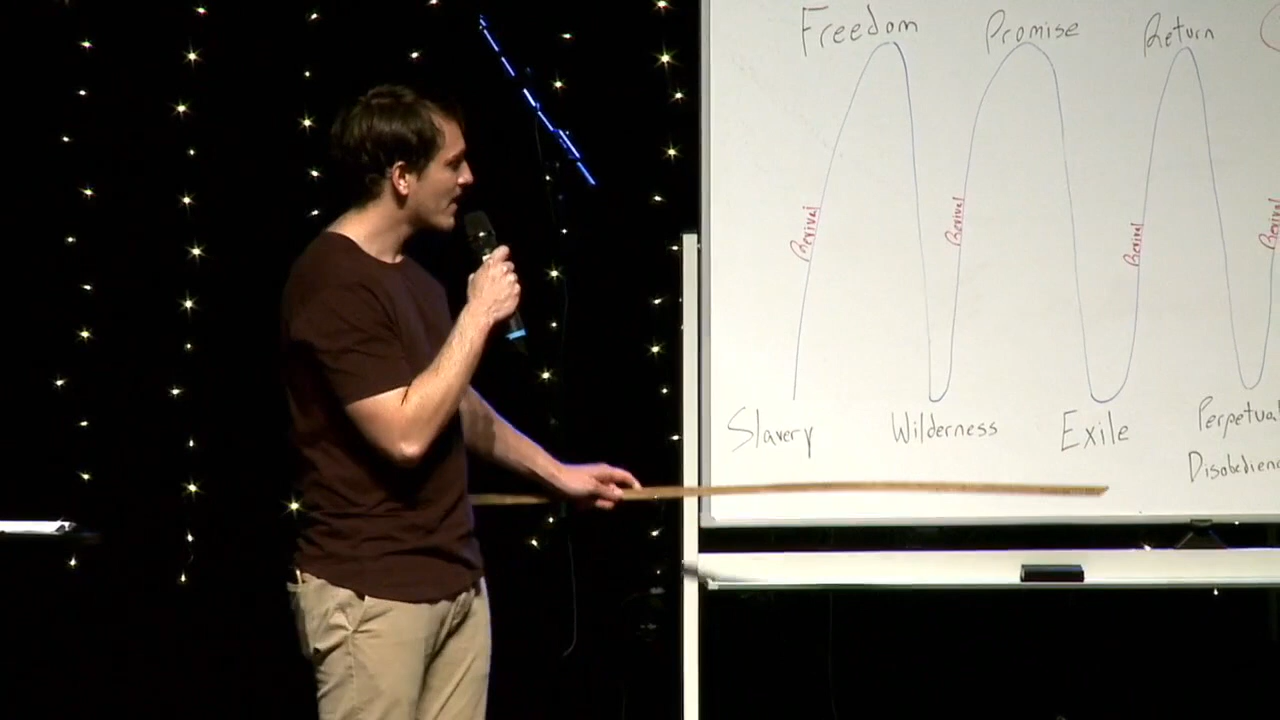 Freedom Promise Return
Revival Revival Revival Revival
Slavery Wilderness Exile Perpetual
Disobedienc